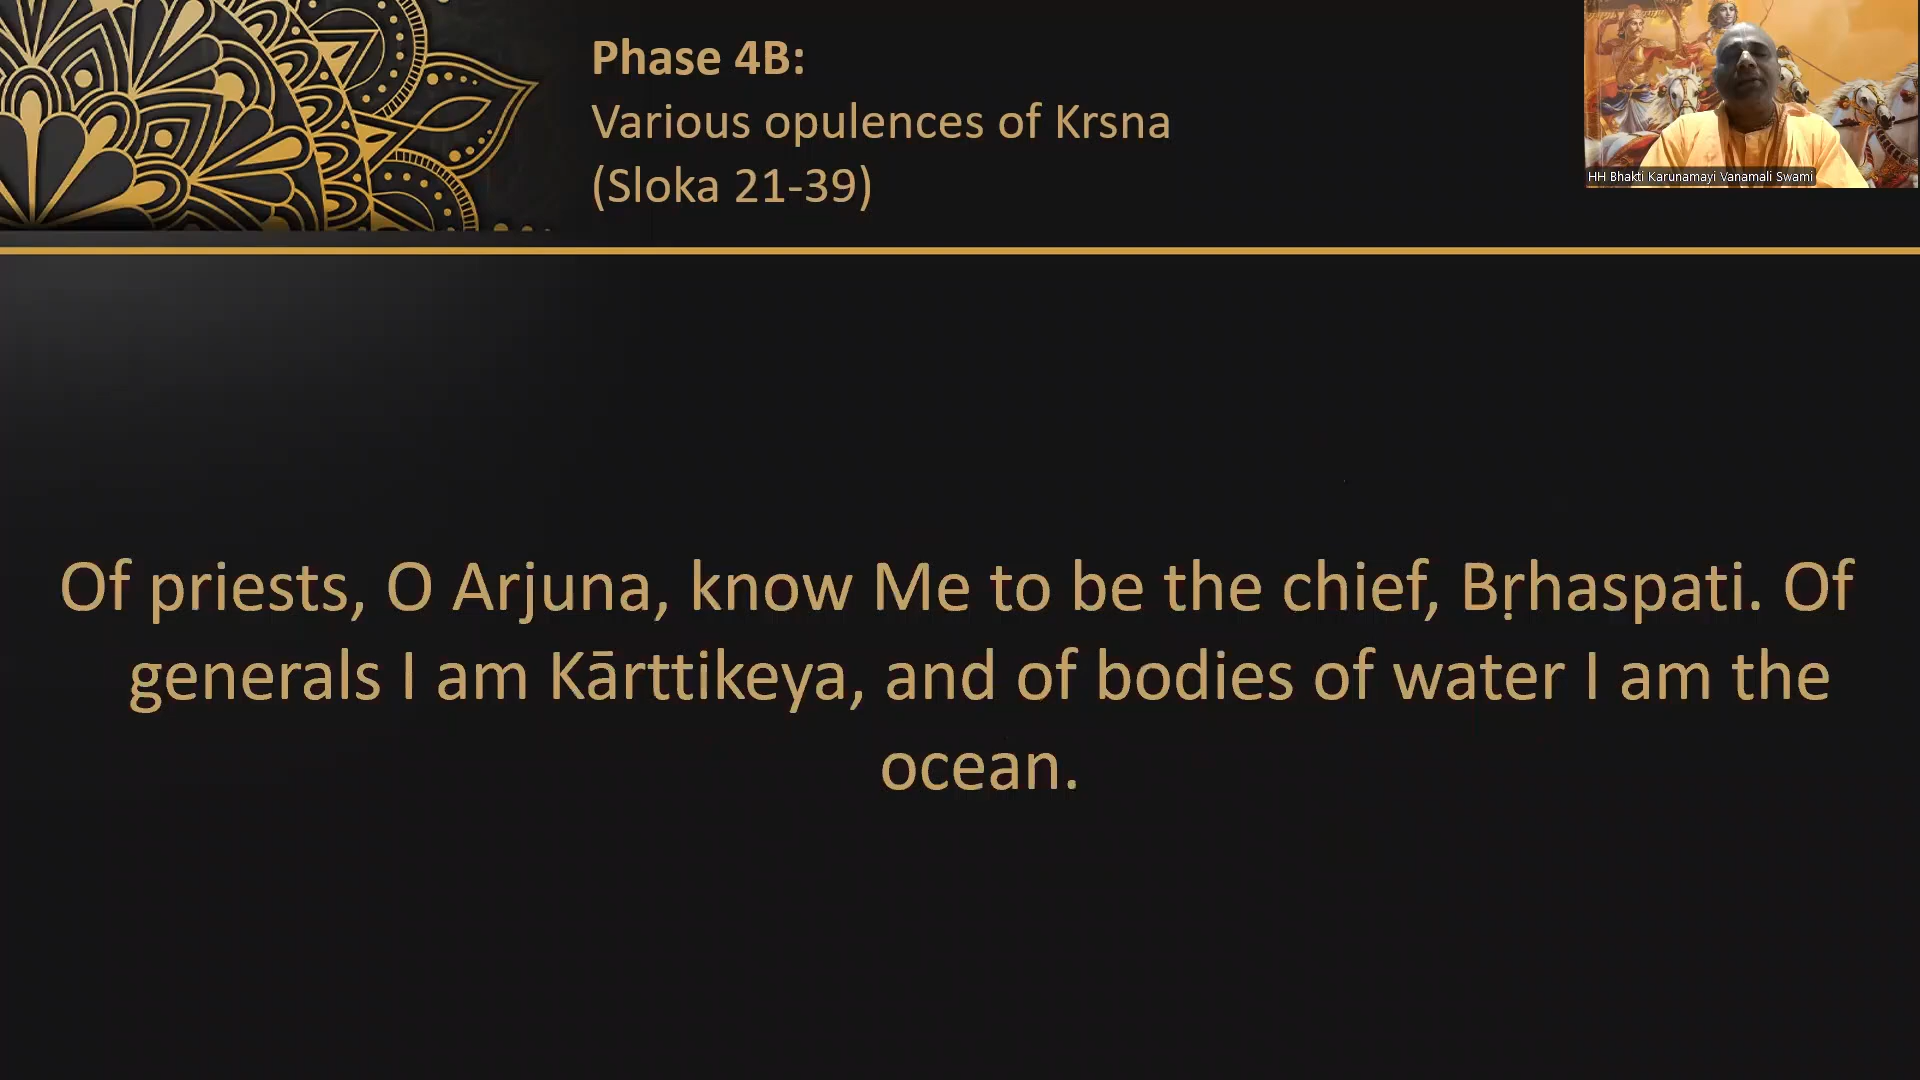 Phase 4B:
Various opulences of Krsna
(Sloka 21-39)
HH Bhakti Karunamayi Vanamali Swami
Of priests, O Arjuna, know Me to be the chief, Bṛhaspati. Of
generals I am Kārttikeya, and of bodies of water I am the
ocean.